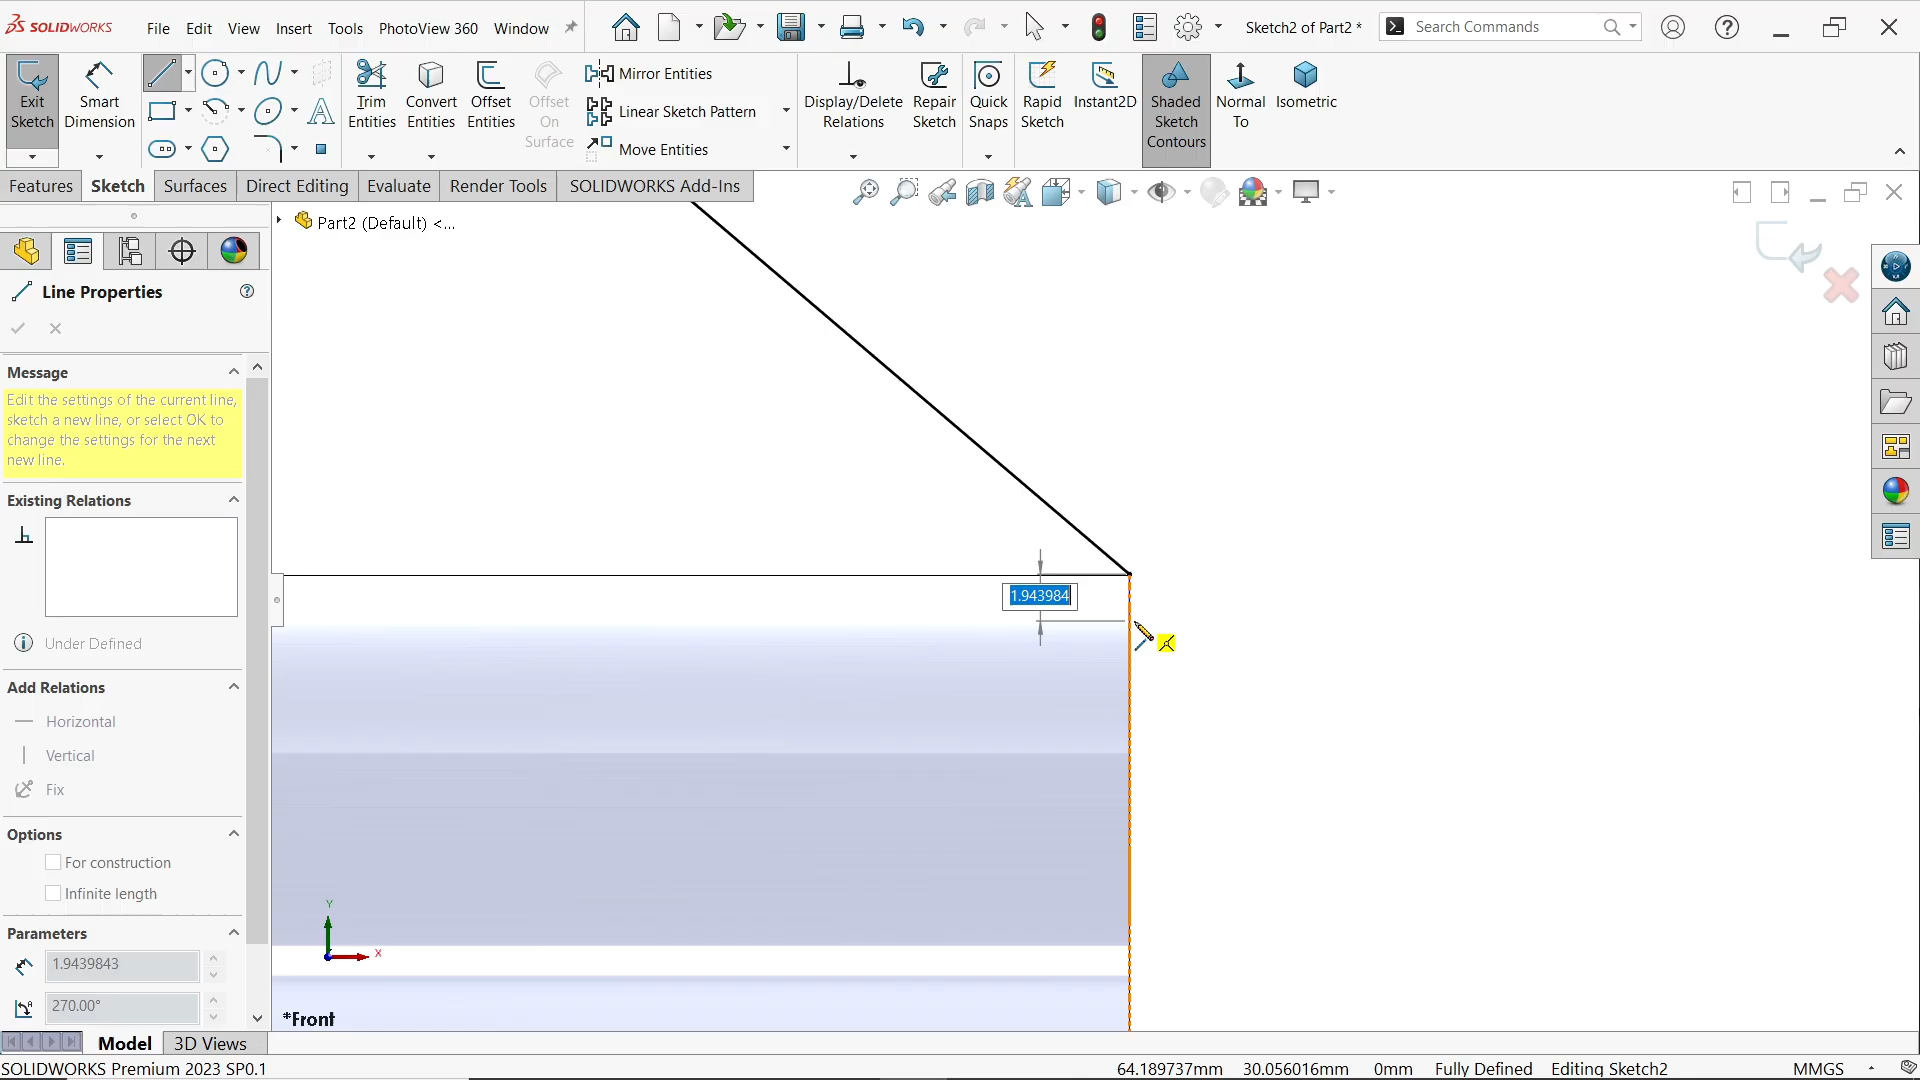 SOLIDWORKS
File Edit View Insert Tools PhotoView 360 Window
Sketch2 of Part2 *
Search Commands
Exit Sketch
Smart Dimension
Trim Entities
Convert Entities
Offset Entities
Offset On Surface
Mirror Entities
Linear Sketch Pattern
Move Entities
Display/Delete Relations
Repair Sketch
Quick Snaps
Rapid Sketch
Instant2D
Shaded Sketch Contours
Normal To
Isometric
Features Sketch Surfaces Direct Editing Evaluate Render Tools SOLIDWORKS Add-Ins
Part2 (Default) <...
Line Properties
Message
Edit the settings of the current line,
sketch a new line, or select OK to
change the settings for the next
new line.
Existing Relations
Under Defined
Add Relations
Horizontal
Vertical
Fix
Options
For construction
Infinite length
Parameters
1.9439843
270.00°
1.943984
Y
X
*Front
Model 3D Views
SOLIDWORKS Premium 2023 SP0.1
64.189737mm 30.056016mm 0mm Fully Defined Editing Sketch2 MMGS